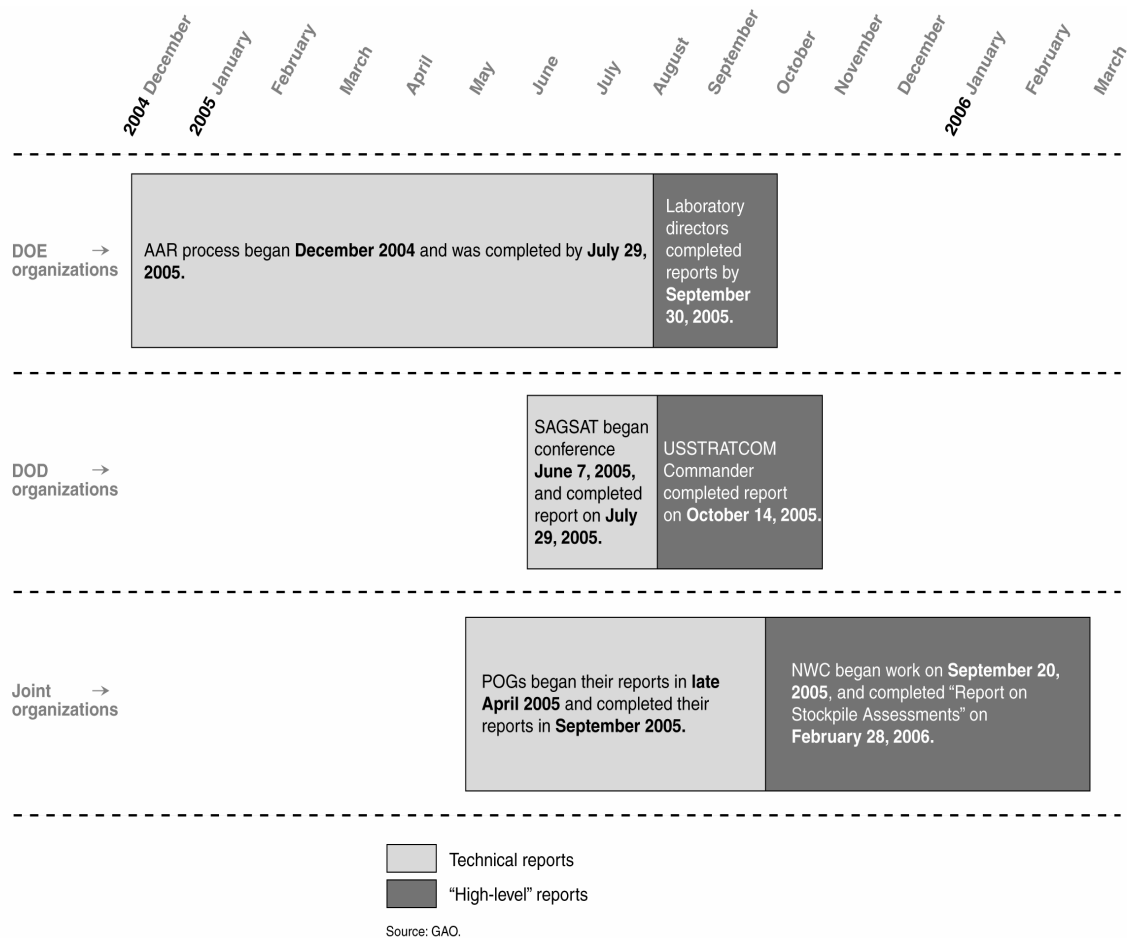 2004 December
2005 January
February
March
April
May
June
July
August
September
October
November
December
2006 January
February
March
DOE →
organizations
AAR process began December 2004 and was completed by July 29,
2005.
Laboratory
directors
completed
reports by
September
30, 2005.
DOD →
organizations
SAGSAT began
conference
June 7, 2005,
and completed
report on July
29, 2005.
USSTRATCOM
Commander
completed report
on October 14, 2005.
Joint →
organizations
POGs began their reports in late
April 2005 and completed their
reports in September 2005.
NWC began work on September 20,
2005, and completed “Report on
Stockpile Assessments” on
February 28, 2006.
Technical reports
“High-level” reports
Source: GAO.